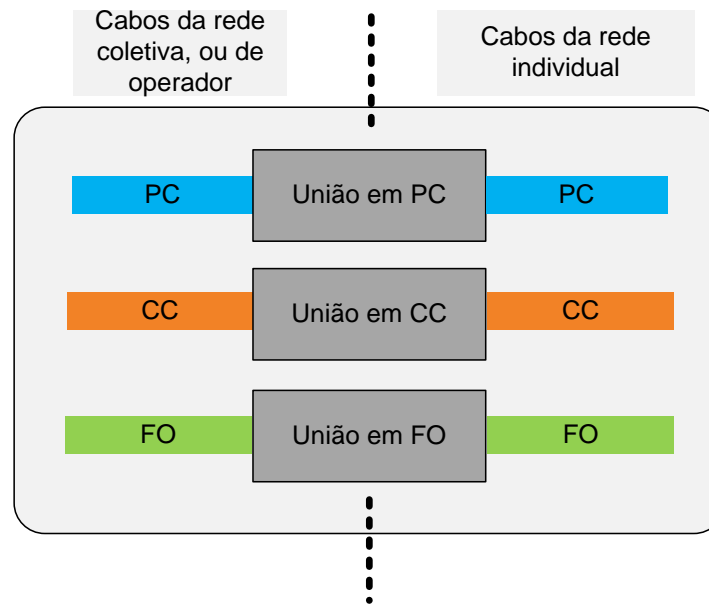 Cabos da rede
coletiva, ou de
operador
Cabos da rede
individual
PC
União em PC
PC
CC
União em CC
CC
FO
União em FO
FO